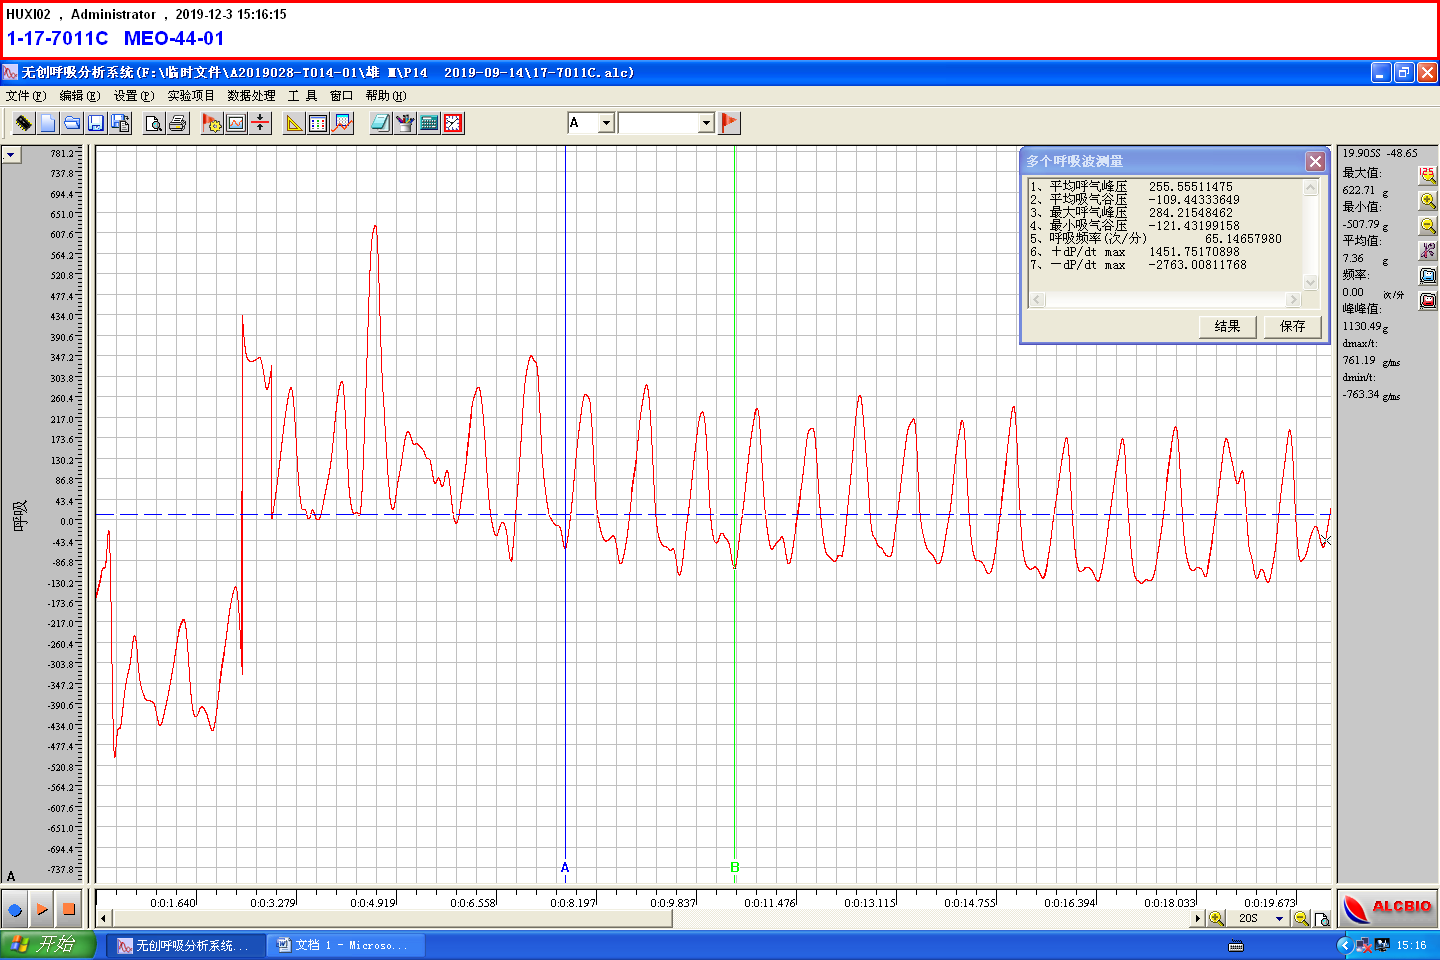 HUXI02 , Administrator , 2019-12-3 15:16:15
1-17-7011C MEO-44-01
无创呼吸分析系统(F:\临时文件\A2019028-T014-01\雄 M\P14 2019-09-14\17-7011C.alc)
文件(F) 编辑(E) 设置(P) 实验项目 数据处理 工 具 窗口 帮助(H)
A
781.2
737.8
694.4
651.0
607.6
564.2
520.8
477.4
434.0
390.6
347.2
303.8
260.4
217.0
173.6
130.2
86.8
43.4
0.0
-43.4
-86.8
-130.2
-173.6
-217.0
-260.4
-303.8
-347.2
-390.6
-434.0
-477.4
-520.8
-564.2
-607.6
-651.0
-694.4
-737.8
呼吸
A
多个呼吸波测量
1、平均呼气峰压 255.55511475
2、平均吸气谷压 -109.44333649
3、最大呼气峰压 284.21548462
4、最小吸气谷压 -121.43199158
5、呼吸频率(次/分) 65.14657980
6、+dP/dt max 1451.75170898
7、-dP/dt max -2763.00811768
结果 保存
A B
19.905S -48.65
最大值:
622.71 g
最小值:
-507.79 g
平均值:
7.36 g
频率:
0.00 次/分
峰峰值:
1130.49 g
dmax/t:
761.19 g/ms
dmin/t:
-763.34 g/ms
125
0:0:1.640 0:0:3.279 0:0:4.919 0:0:6.558 0:0:8.197 0:0:9.837 0:0:11.476 0:0:13.115 0:0:14.755 0:0:16.394 0:0:18.033 0:0:19.673
20S
ALCBIO
开始 无创呼吸分析系统... 文档 1 - Microso... 15:16